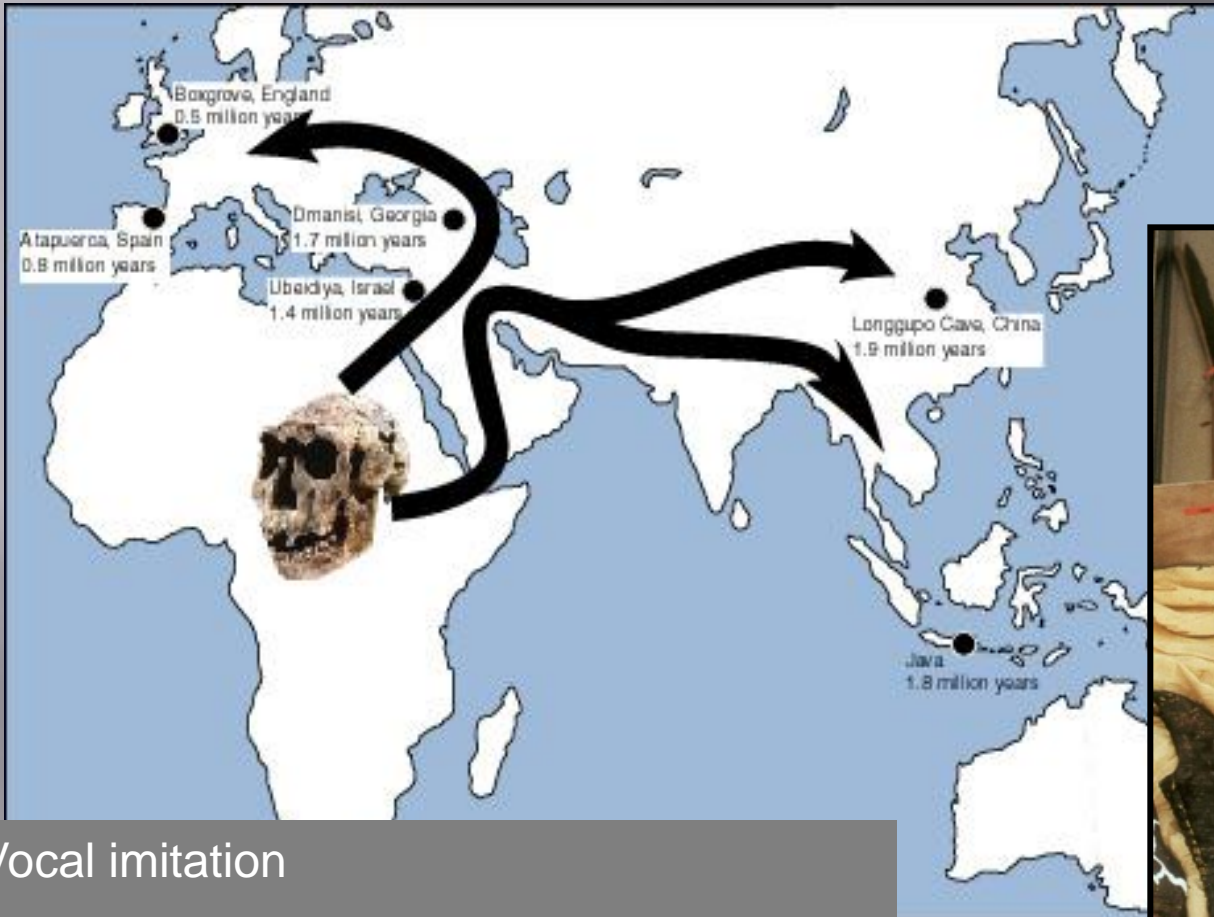 Boxgrove, England
0.5 million years
Dmanisi, Georgia
1.7 million years
Atapuerca, Spain
0.8 million years
Ubeidiya, Israel
1.4 million years
Longgupo Cave, China
1.9 million years
Java
1.8 million years
Vocal imitation